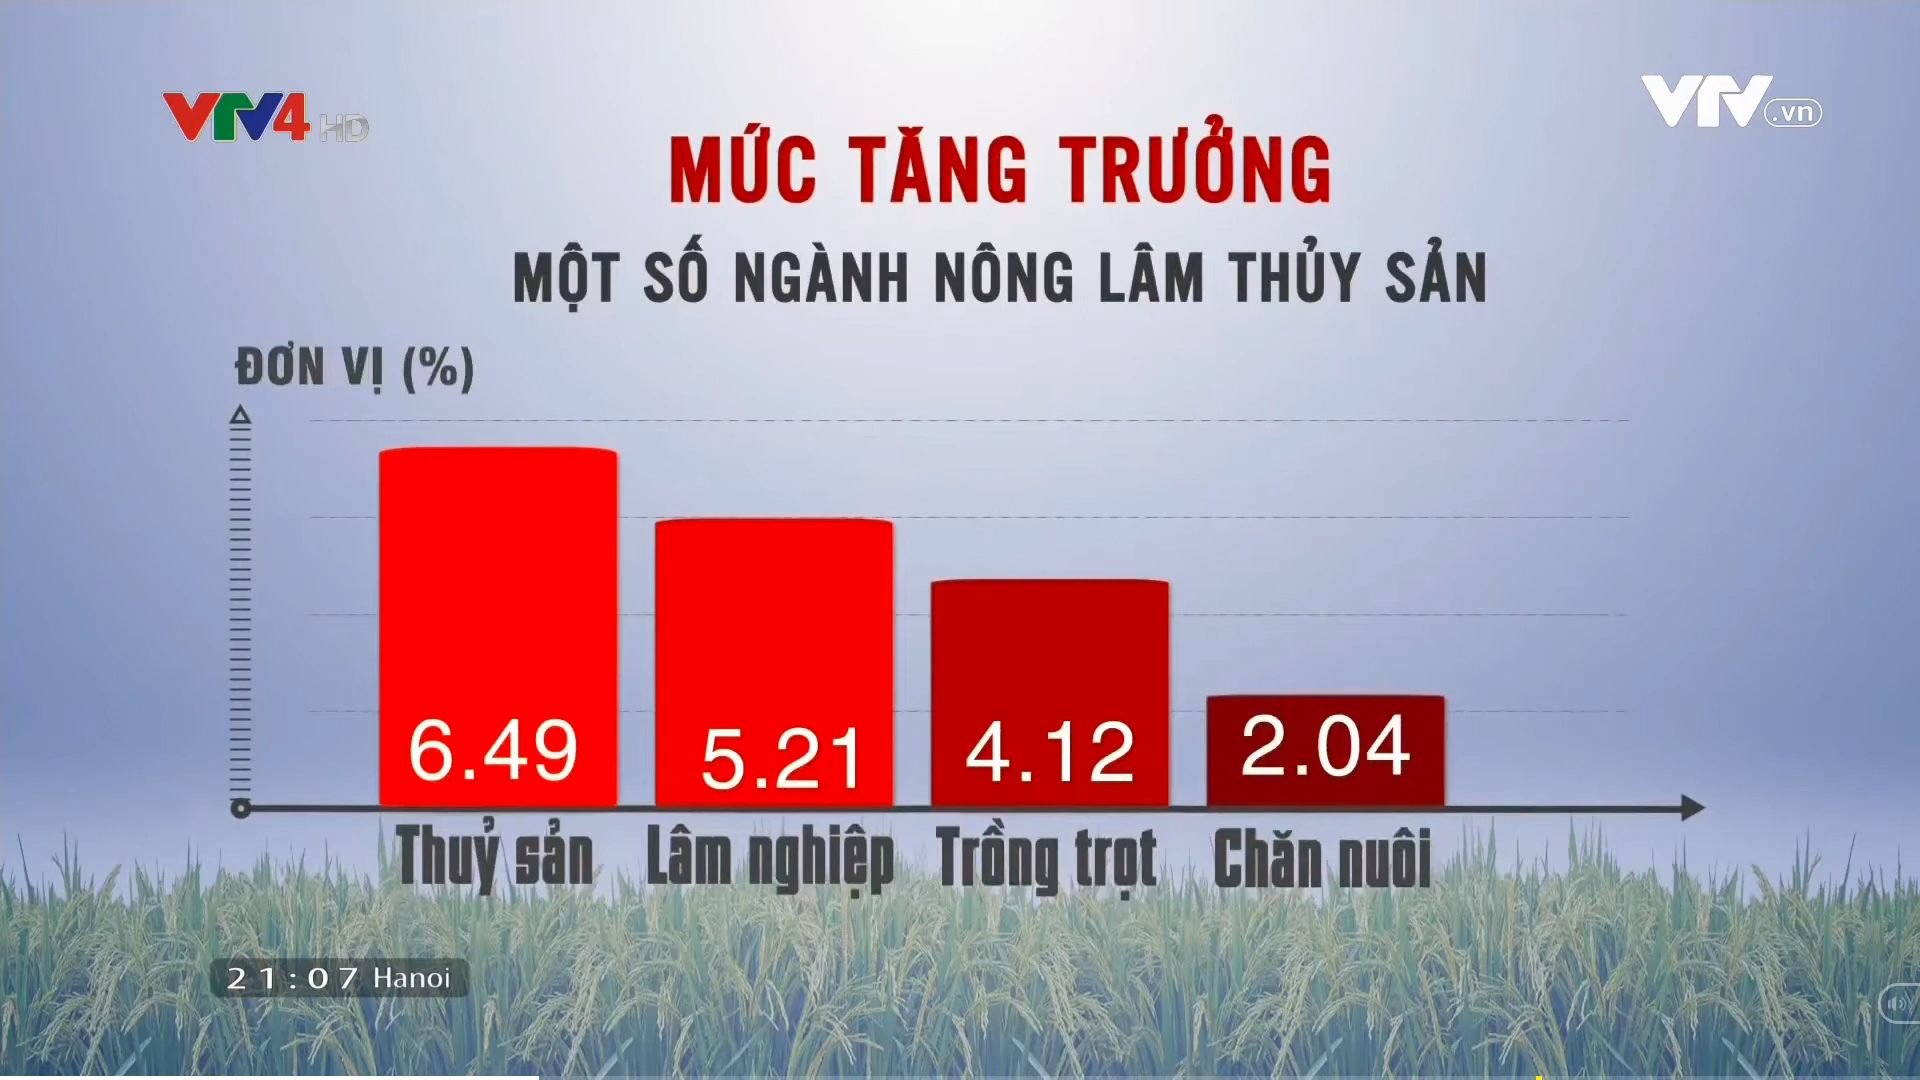 VTV4 HD
VTV.vn
MỨC TĂNG TRƯỞNG
MỘT SỐ NGÀNH NÔNG LÂM THỦY SẢN
ĐƠN VỊ (%)
6.49 5.21 4.12 2.04
Thuỷ sản Lâm nghiệp Trồng trọt Chăn nuôi
21:07 Hanoi